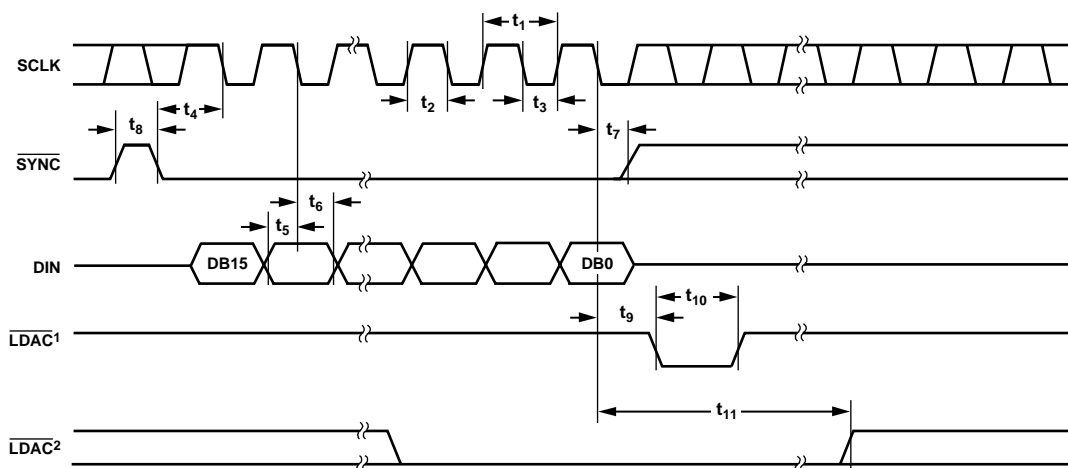 t1
SCLK
t2
t3
t4
t8
t7
SYNC
t6
t5
DIN
DB15
DB0
t10
t9
LDAC1
t11
LDAC2